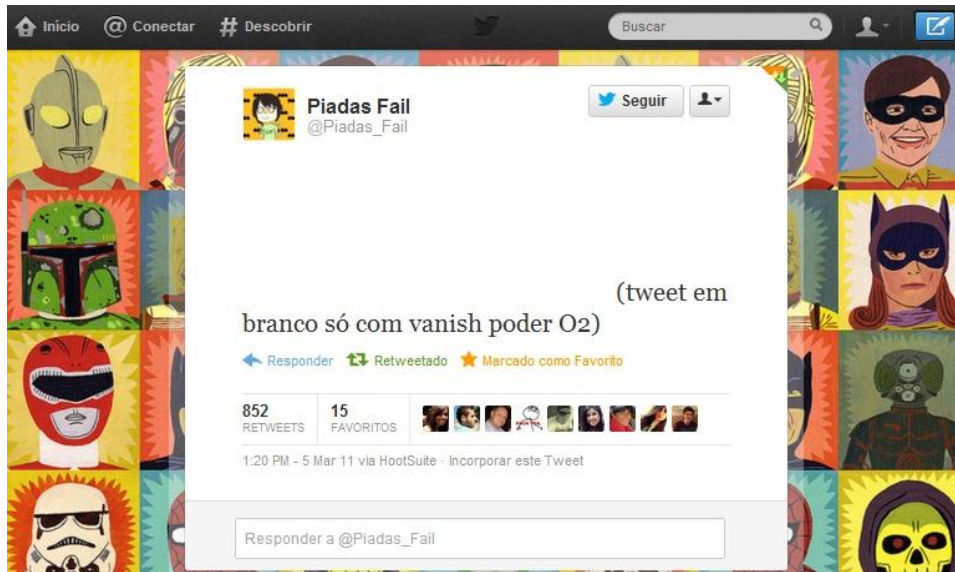 Início @ Conectar # Descobrir Buscar
Piadas Fail Seguir
@Piadas_Fail
(tweet em
branco só com vanish poder O2)
Responder Retweetado Marcado como Favorito
852 15
RETWEETS FAVORITOS
1:20 PM - 5 Mar 11 via HootSuite · Incorporar este Tweet
Responder a @Piadas_Fail